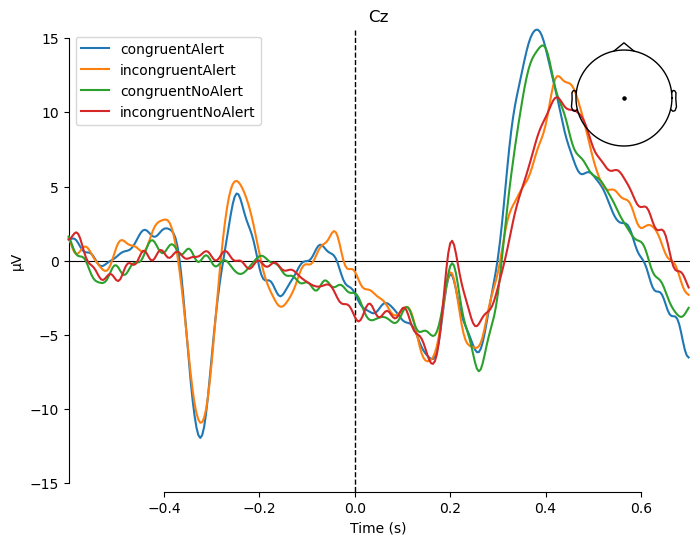 Cz
congruentAlert
incongruentAlert
congruentNoAlert
incongruentNoAlert
15
10
5
0
−5
−10
−15
µV
−0.4 −0.2 0.0 0.2 0.4 0.6
Time (s)